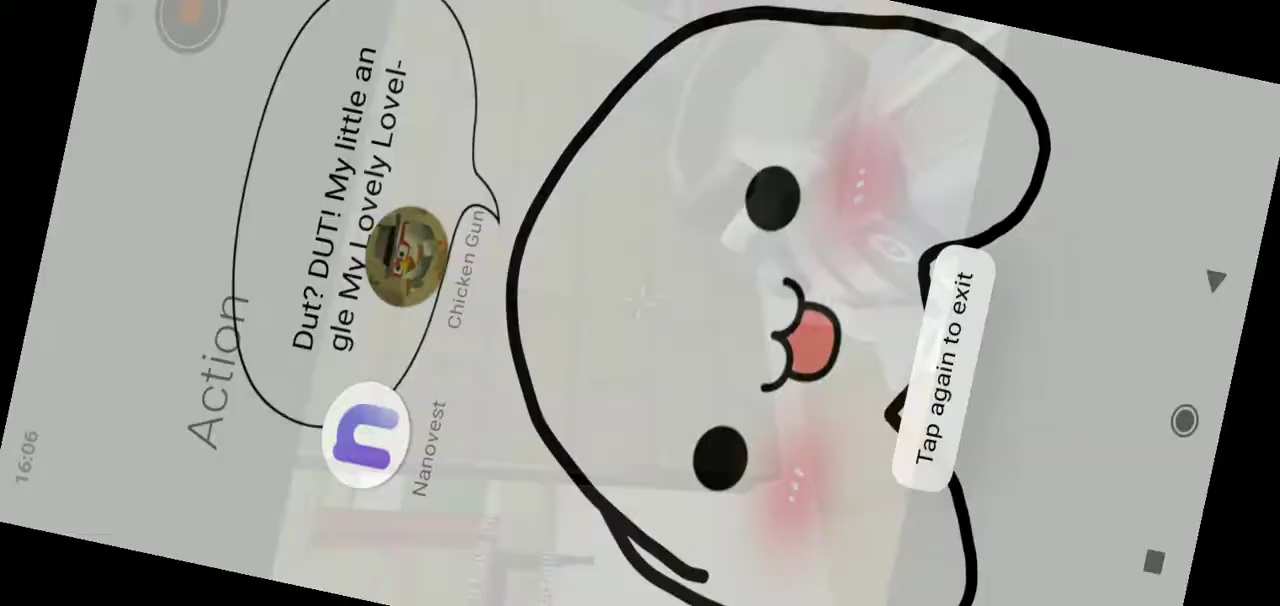 16:06
Action
Dut? DUT! My little an
gle My Lovely Lovel-
n
Nanovest
Chicken Gun
Tap again to exit